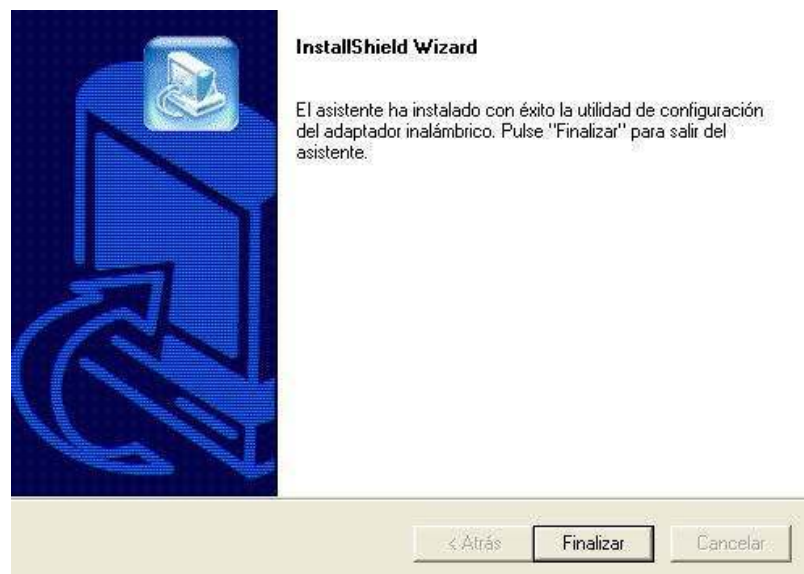 InstallShield Wizard
El asistente ha instalado con éxito la utilidad de configuración
del adaptador inalámbrico. Pulse "Finalizar" para salir del
asistente.
< Atrás Finalizar Cancelar